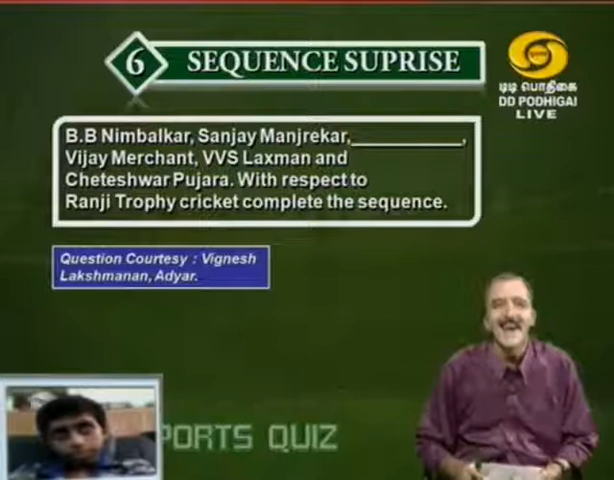 6 SEQUENCE SUPRISE
டிடி பொதிகை
DD PODHIGAI
LIVE
B.B Nimbalkar, Sanjay Manjrekar,___________,
Vijay Merchant, VVS Laxman and
Cheteshwar Pujara. With respect to
Ranji Trophy cricket complete the sequence.
Question Courtesy : Vignesh
Lakshmanan, Adyar.
PORTS QUIZ